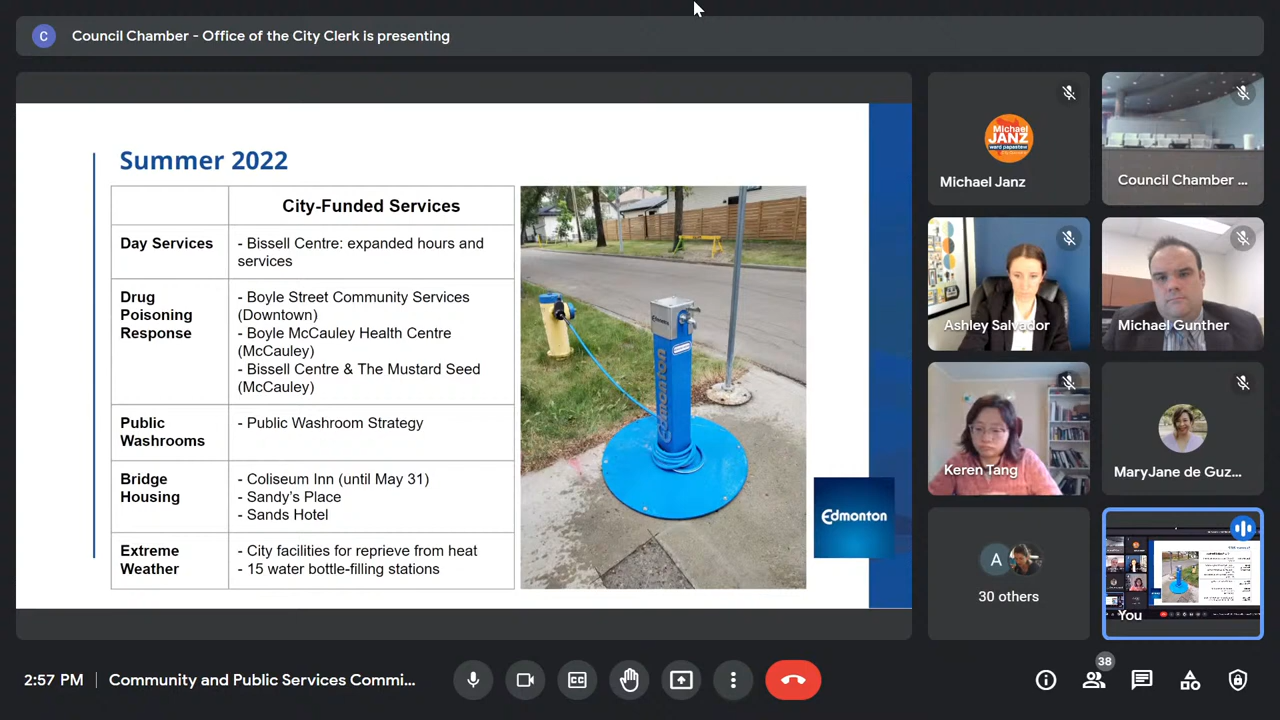 C
Council Chamber - Office of the City Clerk is presenting
Summer 2022
City-Funded Services
Day Services
- Bissell Centre: expanded hours and
services
Drug
Poisoning
Response
- Boyle Street Community Services
(Downtown)
- Boyle McCauley Health Centre
(McCauley)
- Bissell Centre & The Mustard Seed
(McCauley)
Public
Washrooms
- Public Washroom Strategy
Bridge
Housing
- Coliseum Inn (until May 31)
- Sandy's Place
- Sands Hotel
Extreme
Weather
- City facilities for reprieve from heat
- 15 water bottle-filling stations
Edmonton
Edmonton
Michael
JANZ
ward papastew
Michael Janz
Council Chamber ...
Ashley Salvador
Michael Gunther
Keren Tang
MaryJane de Guz...
A
30 others
You
2:57 PM
Community and Public Services Commi...
38